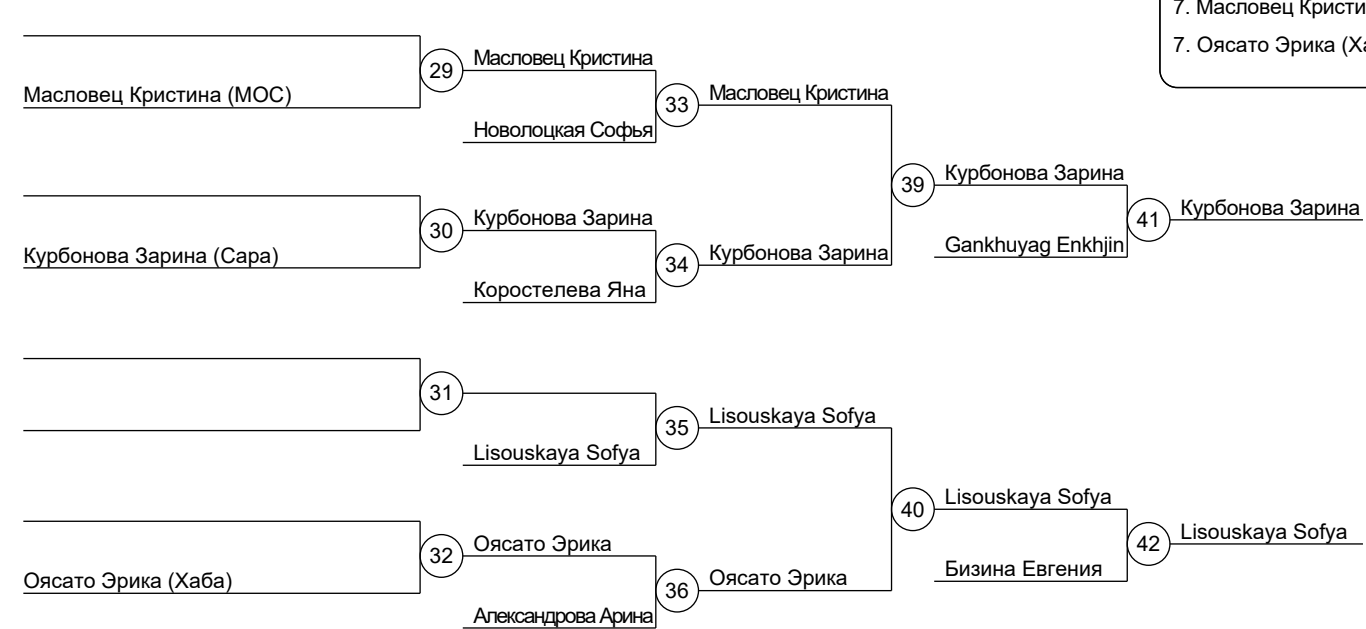 7. Масловец Кристи
7. Оясато Эрика (Ха
29 Масловец Кристина
Масловец Кристина (МОС)
33 Масловец Кристина
Новолоцкая Софья
39 Курбонова Зарина
30 Курбонова Зарина
Курбонова Зарина (Сара)
34 Курбонова Зарина
Коростелева Яна
41 Курбонова Зарина
Gankhuyag Enkhjin
31
35 Lisouskaya Sofya
Lisouskaya Sofya
40 Lisouskaya Sofya
32 Оясато Эрика
Оясато Эрика (Хаба)
36 Оясато Эрика
Александрова Арина
42 Lisouskaya Sofya
Бизина Евгения